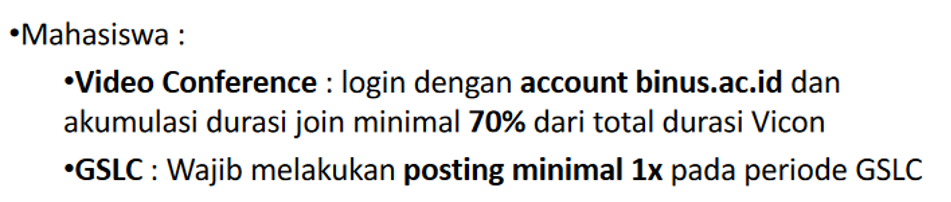 •Mahasiswa :
•Video Conference : login dengan account binus.ac.id dan
akumulasi durasi join minimal 70% dari total durasi Vicon
•GSLC : Wajib melakukan posting minimal 1x pada periode GSLC